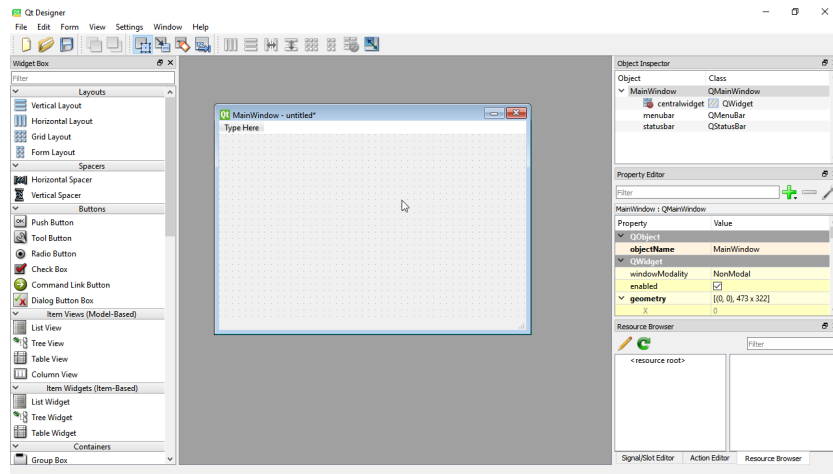 Qt Designer
File Edit Form View Settings Window Help
Widget Box
Filter
Layouts
Vertical Layout
Horizontal Layout
Grid Layout
Form Layout
Spacers
Horizontal Spacer
Vertical Spacer
Buttons
OK
Push Button
Tool Button
Radio Button
Check Box
Command Link Button
Dialog Button Box
Item Views (Model-Based)
List View
Tree View
Table View
Column View
Item Widgets (Item-Based)
List Widget
Tree Widget
Table Widget
Containers
Group Box
Qt MainWindow - untitled*
Type Here
Object Inspector
Object Class
MainWindow QMainWindow
centralwidget QWidget
menubar QMenuBar
statusbar QStatusBar
Property Editor
Filter
MainWindow : QMainWindow
Property Value
QObject
objectName MainWindow
QWidget
windowModality NonModal
enabled
geometry [(0, 0), 473 x 322]
X 0
Resource Browser
Filter
<resource root>
Signal/Slot Editor Action Editor Resource Browser